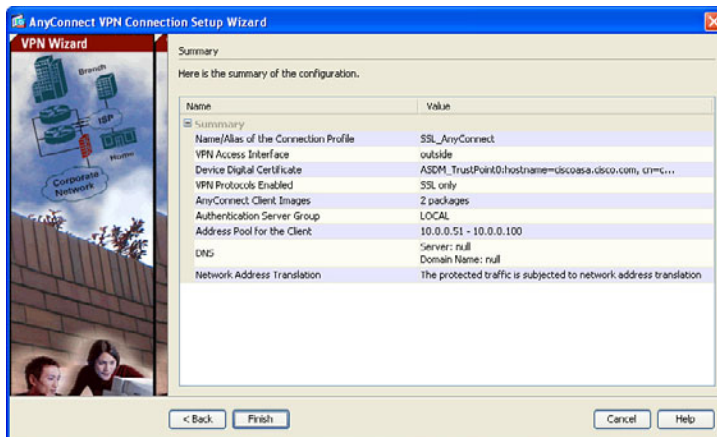 AnyConnect VPN Connection Setup Wizard
VPN Wizard
Branch
ISP
Home
Corporate
Network
Summary
Here is the summary of the configuration.
Name Value
Summary
Name/Alias of the Connection Profile SSL_AnyConnect
VPN Access Interface outside
Device Digital Certificate ASDM_TrustPoint0:hostname=ciscoasa.cisco.com, cn=c...
VPN Protocols Enabled SSL only
AnyConnect Client Images 2 packages
Authentication Server Group LOCAL
Address Pool for the Client 10.0.0.51 - 10.0.0.100
DNS Server: null
Domain Name: null
Network Address Translation The protected traffic is subjected to network address translation
< Back Finish Cancel Help